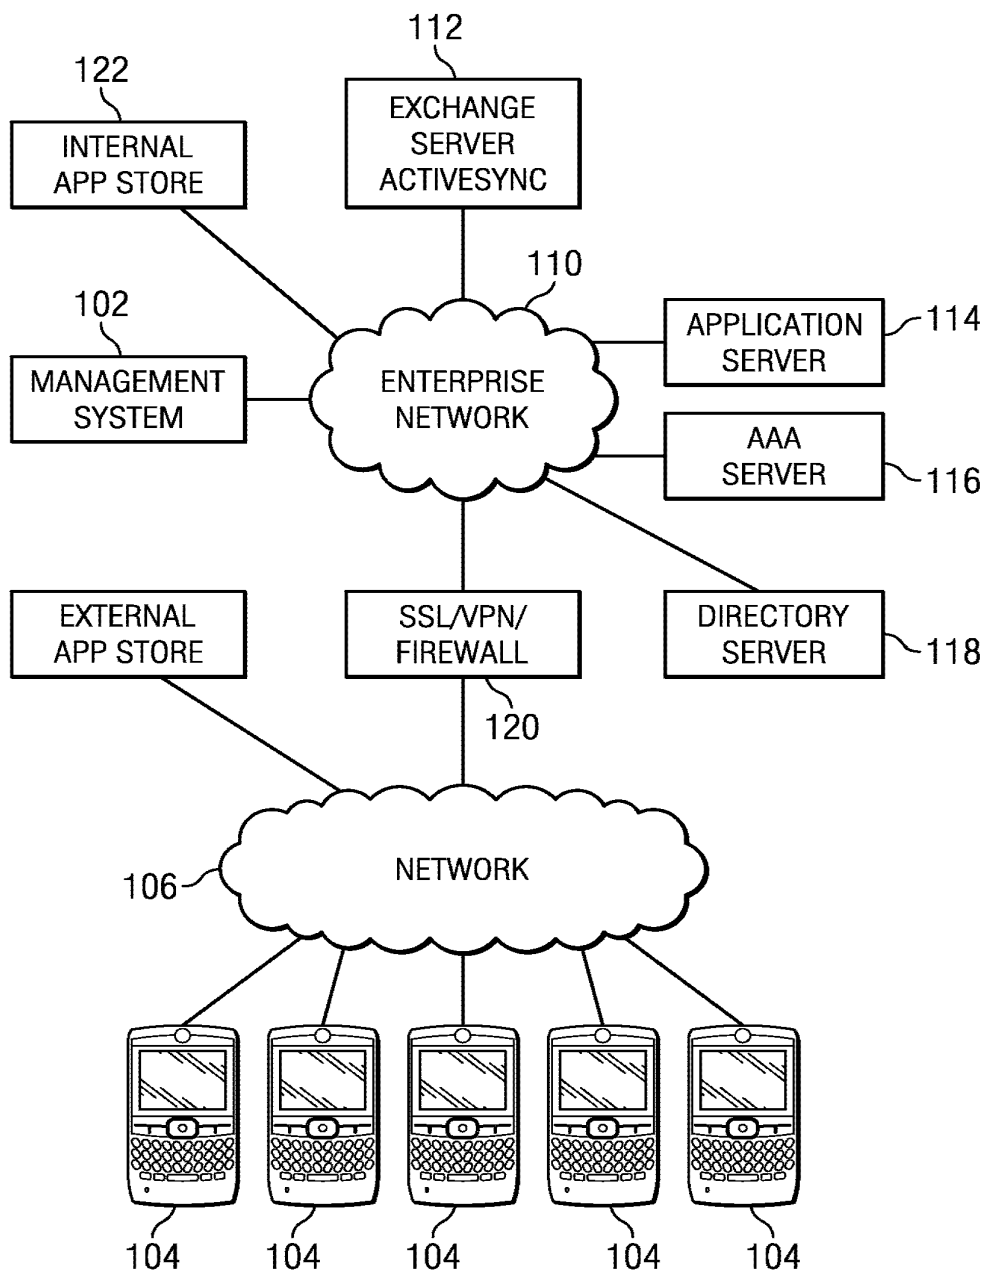 112
122
EXCHANGE
SERVER
ACTIVESYNC
INTERNAL
APP STORE
110
102
APPLICATION
SERVER
114
MANAGEMENT
SYSTEM
ENTERPRISE
NETWORK
AAA
SERVER
116
EXTERNAL
APP STORE
SSL/VPN/
FIREWALL
DIRECTORY
SERVER
118
120
NETWORK
106
104
104
104
104
104